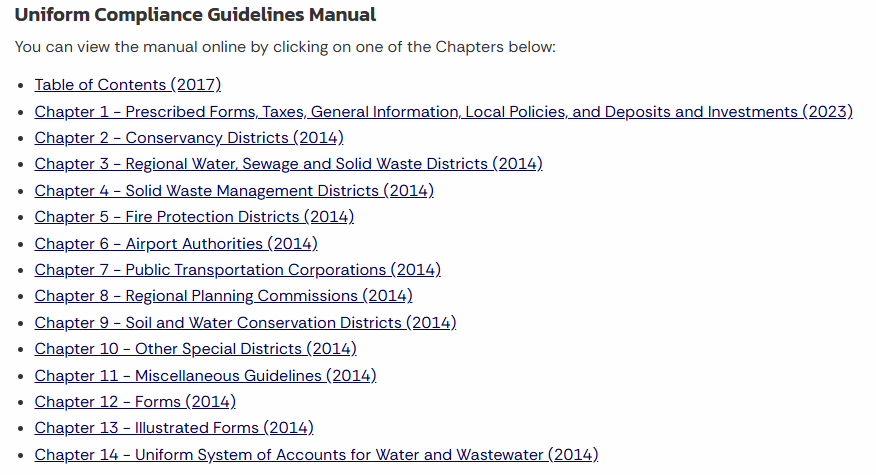 Uniform Compliance Guidelines Manual
You can view the manual online by clicking on one of the Chapters below:
• Table of Contents (2017)
• Chapter 1 – Prescribed Forms, Taxes, General Information, Local Policies, and Deposits and Investments (2023)
• Chapter 2 – Conservancy Districts (2014)
• Chapter 3 – Regional Water, Sewage and Solid Waste Districts (2014)
• Chapter 4 – Solid Waste Management Districts (2014)
• Chapter 5 – Fire Protection Districts (2014)
• Chapter 6 – Airport Authorities (2014)
• Chapter 7 – Public Transportation Corporations (2014)
• Chapter 8 – Regional Planning Commissions (2014)
• Chapter 9 – Soil and Water Conservation Districts (2014)
• Chapter 10 – Other Special Districts (2014)
• Chapter 11 – Miscellaneous Guidelines (2014)
• Chapter 12 – Forms (2014)
• Chapter 13 – Illustrated Forms (2014)
• Chapter 14 – Uniform System of Accounts for Water and Wastewater (2014)